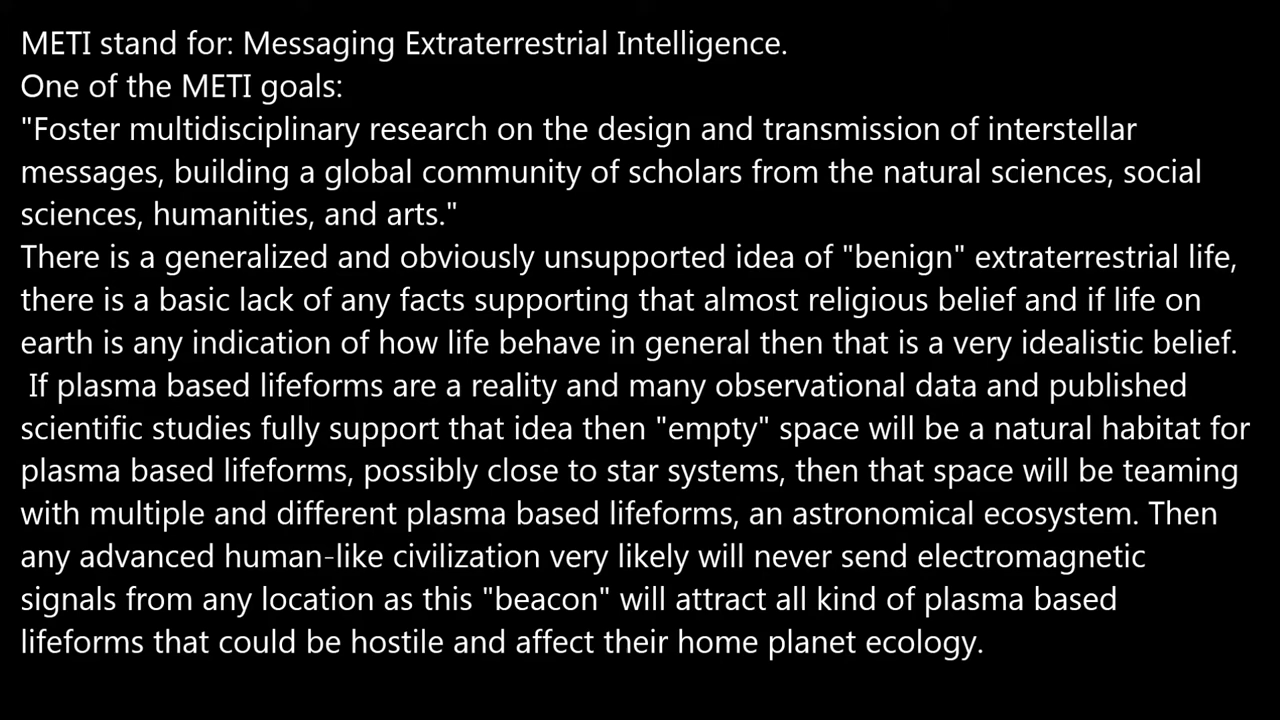 METI stand for: Messaging Extraterrestrial Intelligence.
One of the METI goals:
"Foster multidisciplinary research on the design and transmission of interstellar
messages, building a global community of scholars from the natural sciences, social
sciences, humanities, and arts."
There is a generalized and obviously unsupported idea of "benign" extraterrestrial life,
there is a basic lack of any facts supporting that almost religious belief and if life on
earth is any indication of how life behave in general then that is a very idealistic belief.
If plasma based lifeforms are a reality and many observational data and published
scientific studies fully support that idea then "empty" space will be a natural habitat for
plasma based lifeforms, possibly close to star systems, then that space will be teaming
with multiple and different plasma based lifeforms, an astronomical ecosystem. Then
any advanced human-like civilization very likely will never send electromagnetic
signals from any location as this "beacon" will attract all kind of plasma based
lifeforms that could be hostile and affect their home planet ecology.